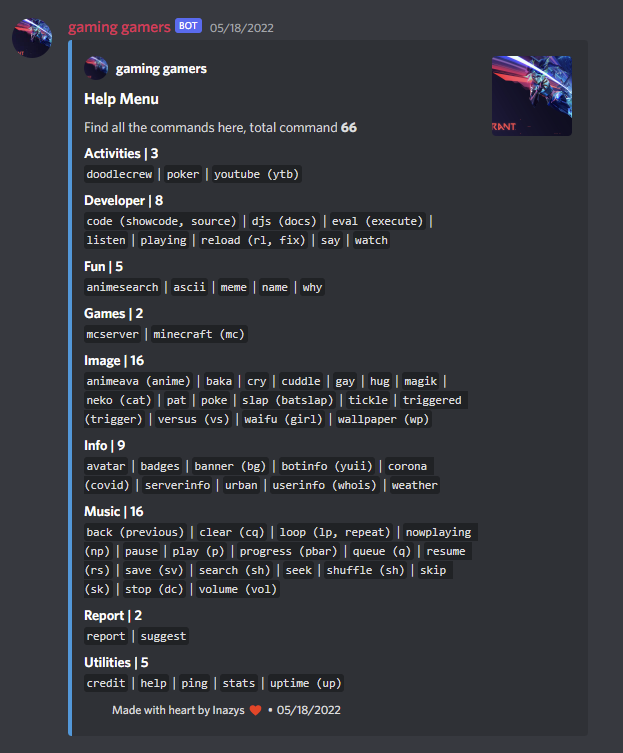 gaming gamers BOT 05/18/2022
gaming gamers
Help Menu
Find all the commands here, total command 66
RANT
Activities | 3
doodlecrew | poker | youtube (ytb)
Developer | 8
code (showcode, source) | djs (docs) | eval (execute) |
listen | playing | reload (rl, fix) | say | watch
Fun | 5
animesearch | ascii | meme | name | why
Games | 2
mcserver | minecraft (mc)
Image | 16
animeava (anime) | baka | cry | cuddle | gay | hug | magik |
neko (cat) | pat | poke | slap (batslap) | tickle | triggered
(trigger) | versus (vs) | waifu (girl) | wallpaper (wp)
Info | 9
avatar | badges | banner (bg) | botinfo (yuii) | corona
(covid) | serverinfo | urban | userinfo (whois) | weather
Music | 16
back (previous) | clear (cq) | loop (lp, repeat) | nowplaying
(np) | pause | play (p) | progress (pbar) | queue (q) | resume
(rs) | save (sv) | search (sh) | seek | shuffle (sh) | skip
(sk) | stop (dc) | volume (vol)
Report | 2
report | suggest
Utilities | 5
credit | help | ping | stats | uptime (up)
Made with heart by Inazys ❤️ • 05/18/2022